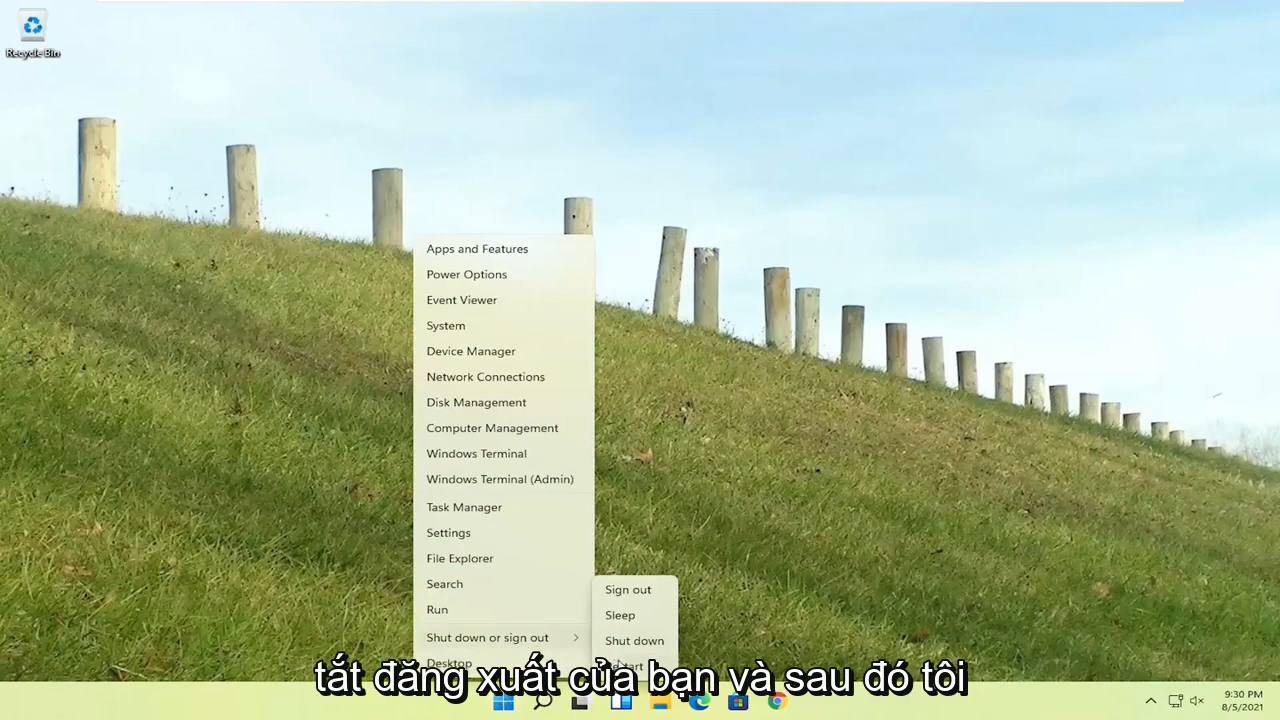 Recycle Bin
Apps and Features
Power Options
Event Viewer
System
Device Manager
Network Connections
Disk Management
Computer Management
Windows Terminal
Windows Terminal (Admin)
Task Manager
Settings
File Explorer
Search
Run
Shut down or sign out
Desktop
Sign out
Sleep
Shut down
tắt đăng xuất của bạn và sau đó tôi
9:30 PM
8/5/2021